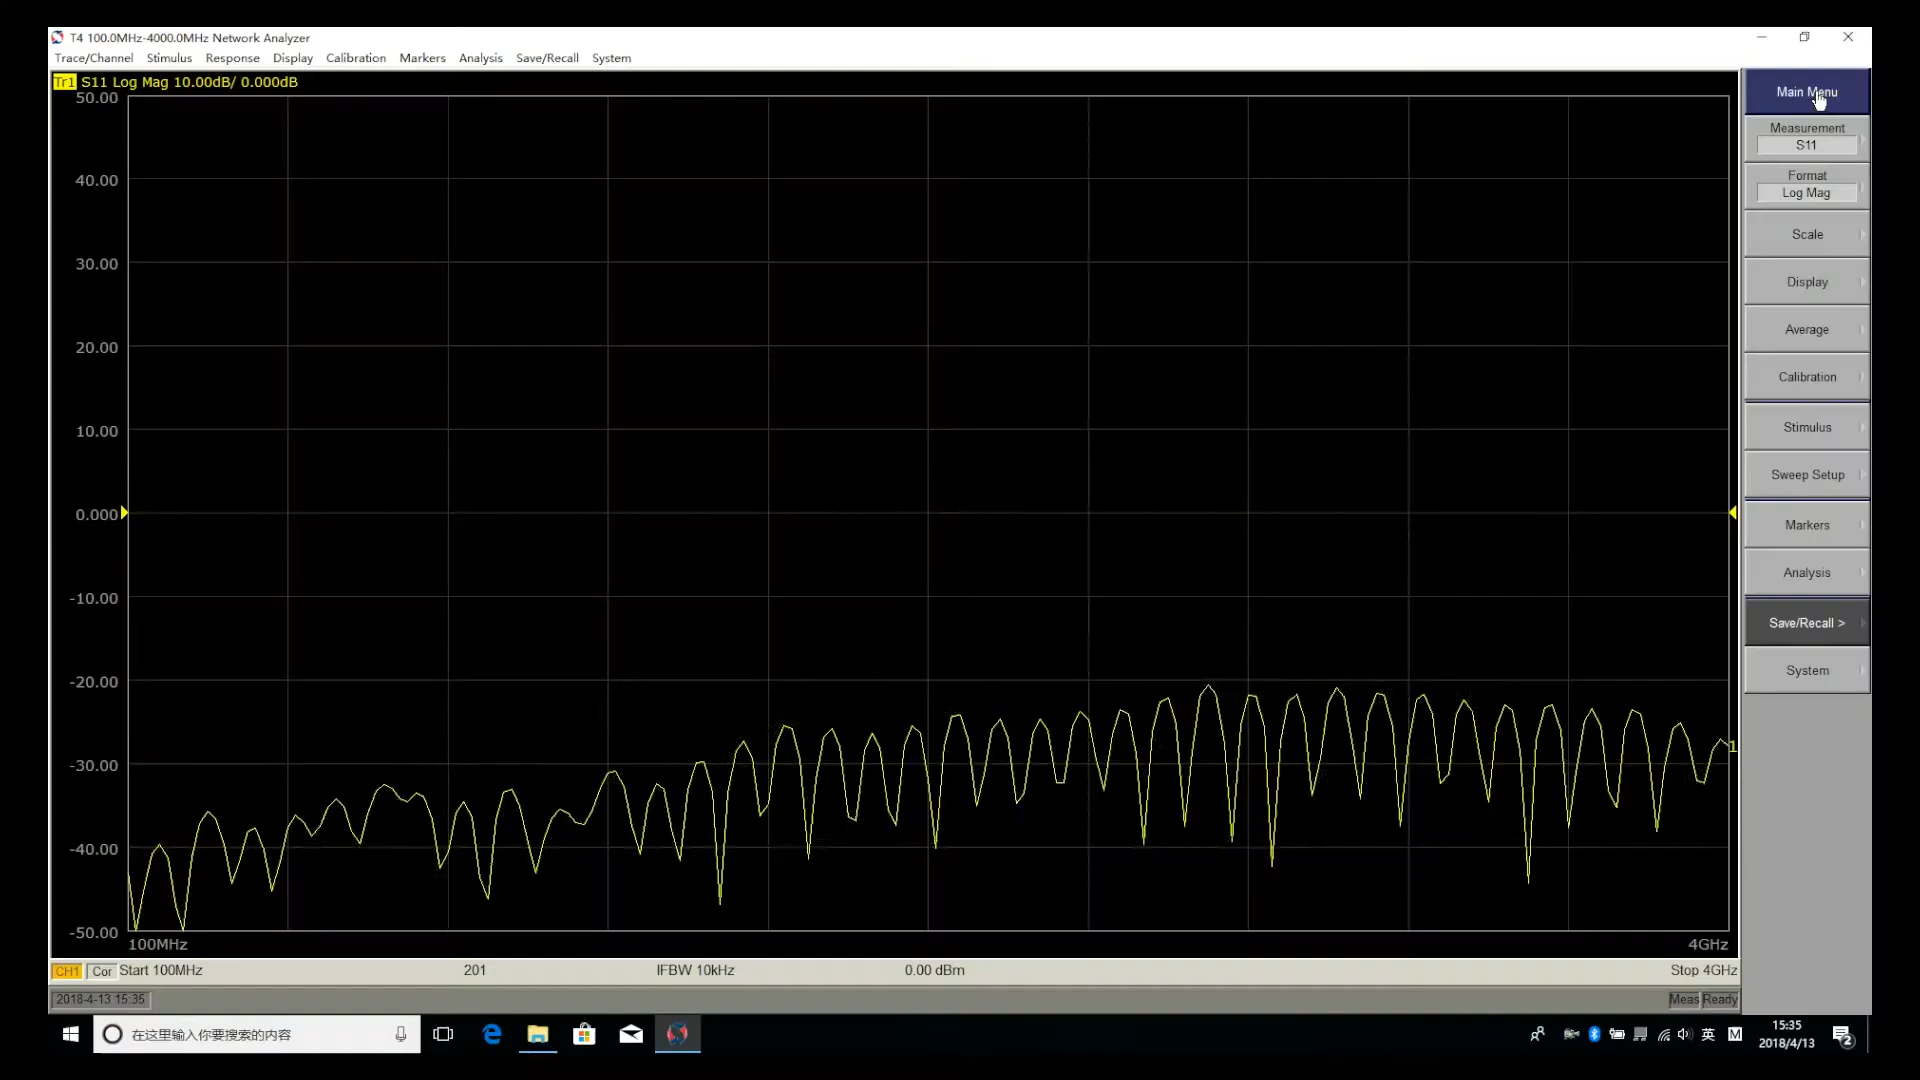 T4 100.0MHz-4000.0MHz Network Analyzer
Trace/Channel Stimulus Response Display Calibration Markers Analysis Save/Recall System
Tr1 S11 Log Mag 10.00dB/ 0.000dB
50.00
40.00
30.00
20.00
10.00
0.000
-10.00
-20.00
-30.00
-40.00
-50.00
1
100MHz 4GHz
CH1 Cor Start 100MHz 201 IFBW 10kHz 0.00 dBm Stop 4GHz
2018-4-13 15:35 Meas Ready
Main Menu
Measurement
S11
Format
Log Mag
Scale
Display
Average
Calibration
Stimulus
Sweep Setup
Markers
Analysis
Save/Recall >
System
在这里输入你要搜索的内容
英
M
15:35
2018/4/13
2